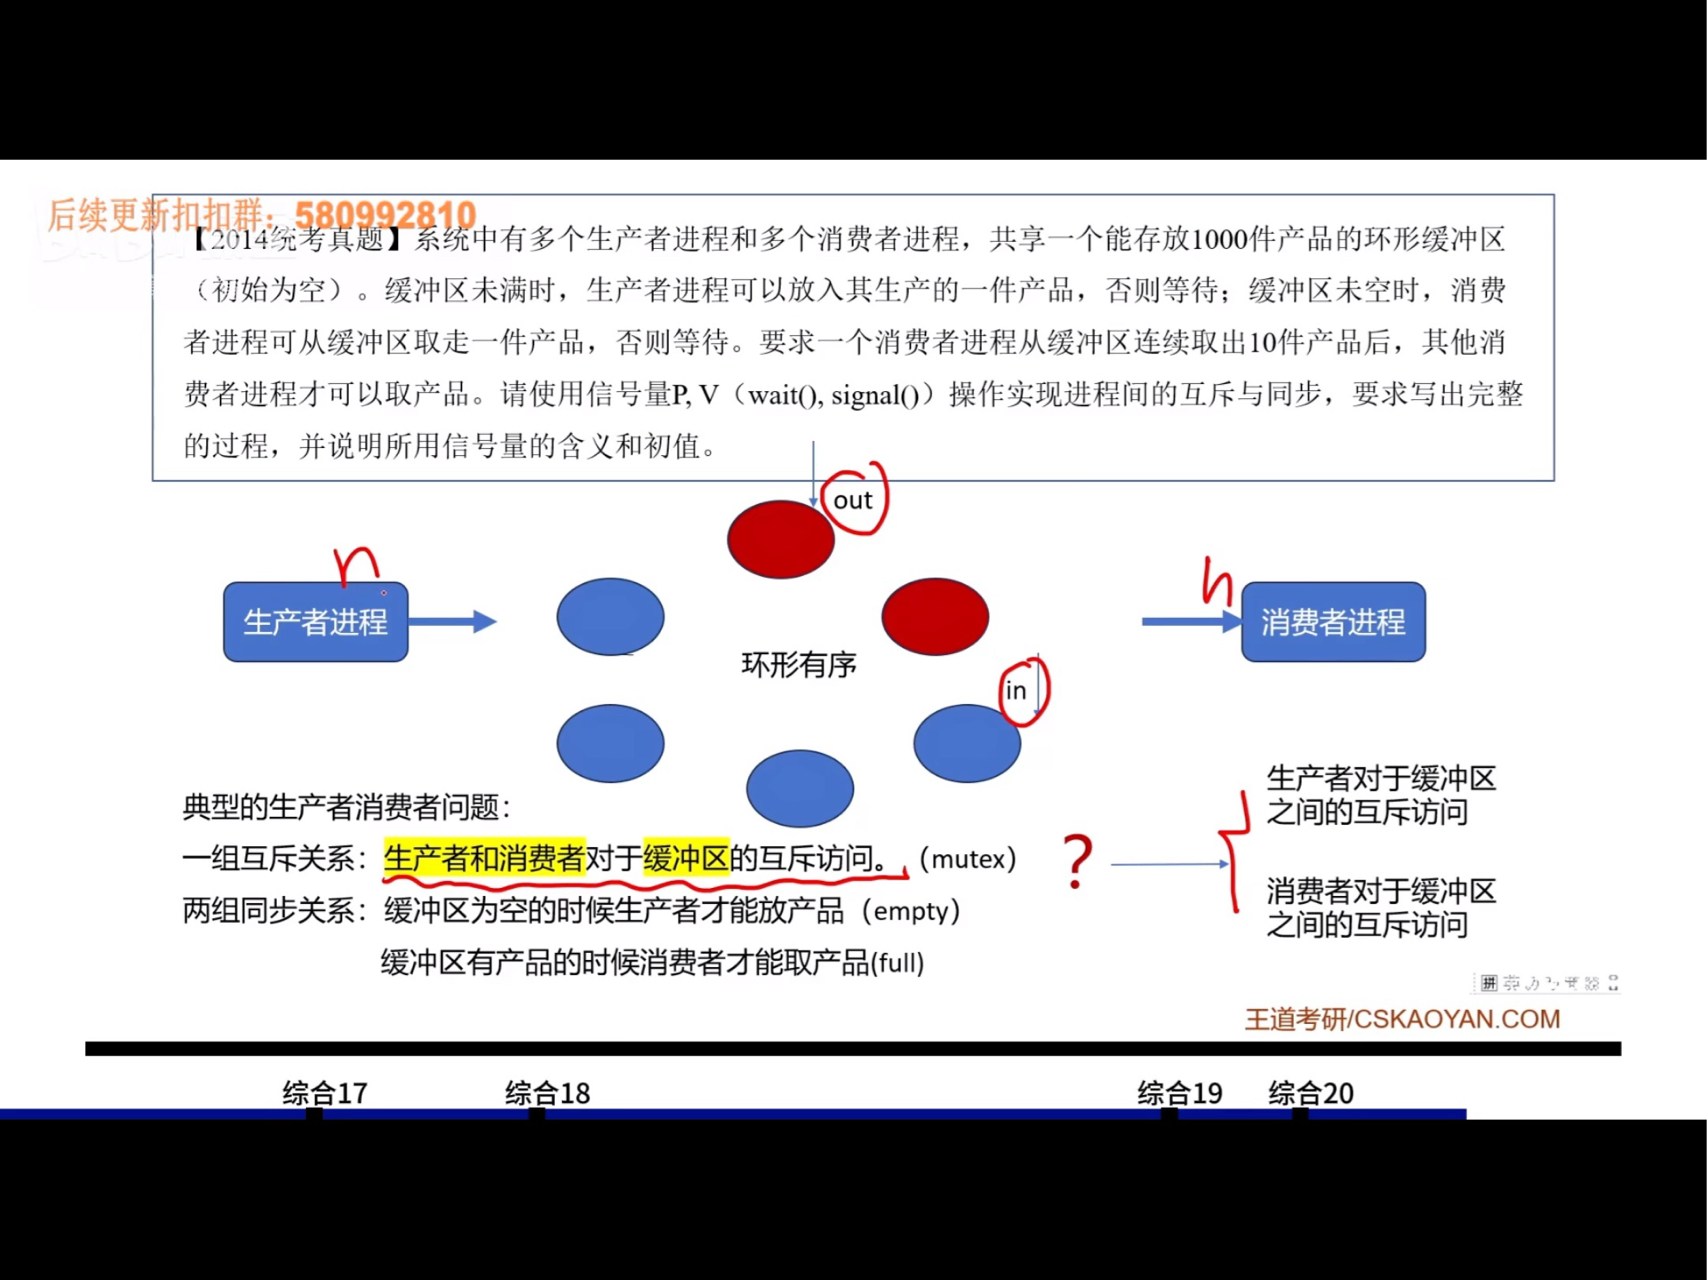 后续更新扣扣群：580992810
【2014统考真题】系统中有多个生产者进程和多个消费者进程，共享一个能存放1000件产品的环形缓冲区
（初始为空）。缓冲区未满时，生产者进程可以放入其生产的一件产品，否则等待；缓冲区未空时，消费
者进程可从缓冲区取走一件产品，否则等待。要求一个消费者进程从缓冲区连续取出10件产品后，其他消
费者进程才可以取产品。请使用信号量P, V（wait(), signal()）操作实现进程间的互斥与同步，要求写出完整
的过程，并说明所用信号量的含义和初值。
out
n
生产者进程
h
消费者进程
环形有序
in
典型的生产者消费者问题：
一组互斥关系：生产者和消费者对于缓冲区的互斥访问。（mutex）
？
两组同步关系：缓冲区为空的时候生产者才能放产品（empty）
缓冲区有产品的时候消费者才能取产品(full)
生产者对于缓冲区
之间的互斥访问
消费者对于缓冲区
之间的互斥访问
拼
王道考研/CSKAOYAN.COM
综合17 综合18 综合19 综合20